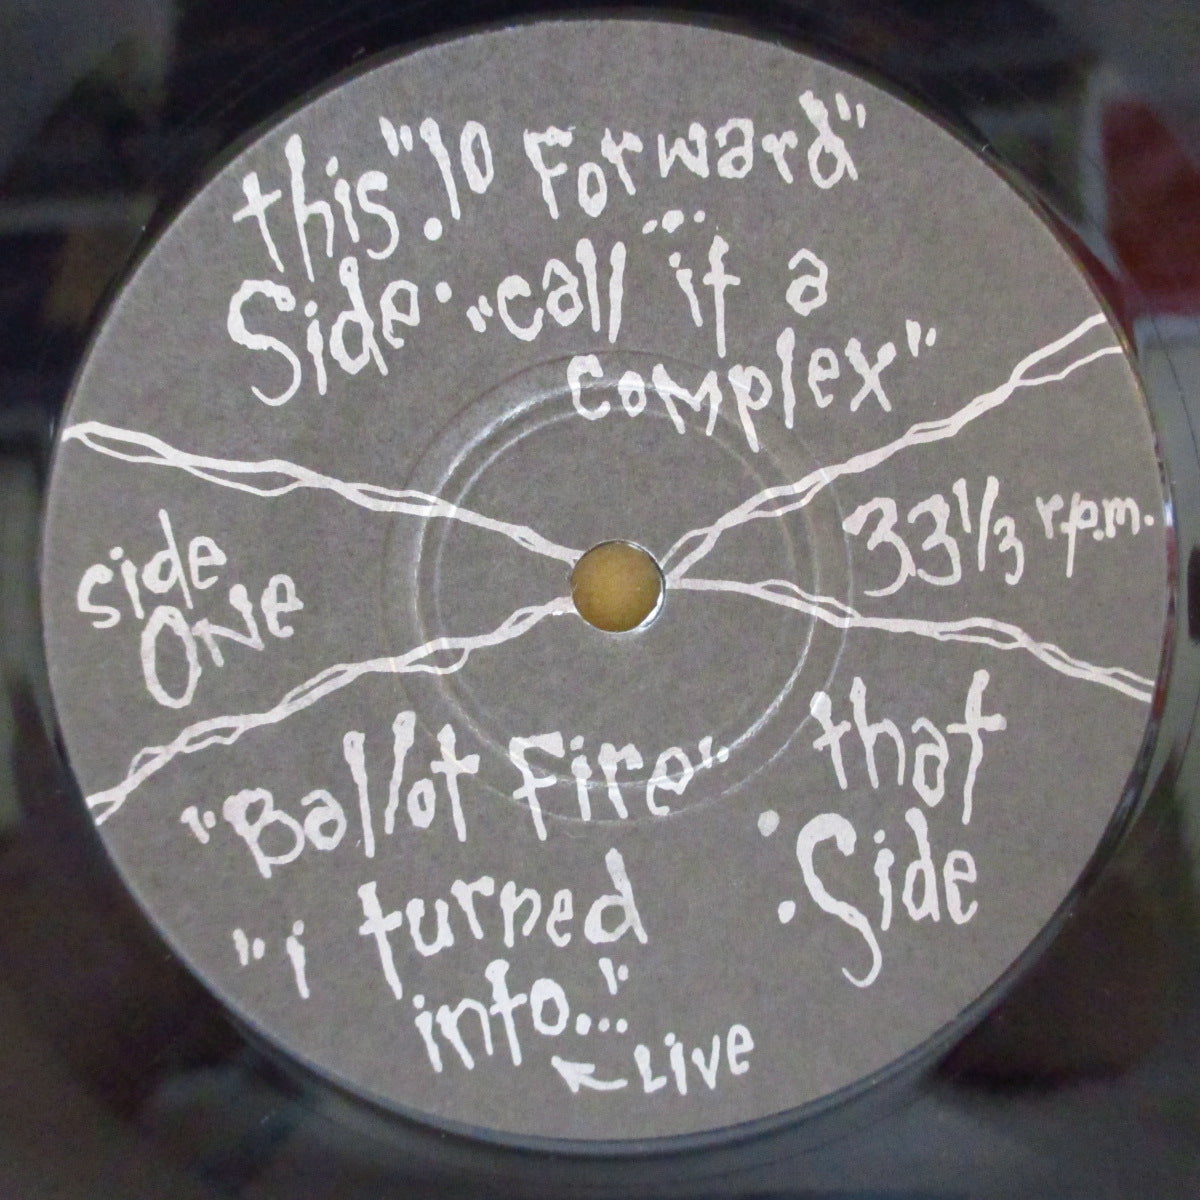 this
Side:
"10 Forward"
"call it a
complex"
side
ONe
33 1/3 r.p.m.
"Ballot Fire"
"i turned
into..."
Live
that
Side: